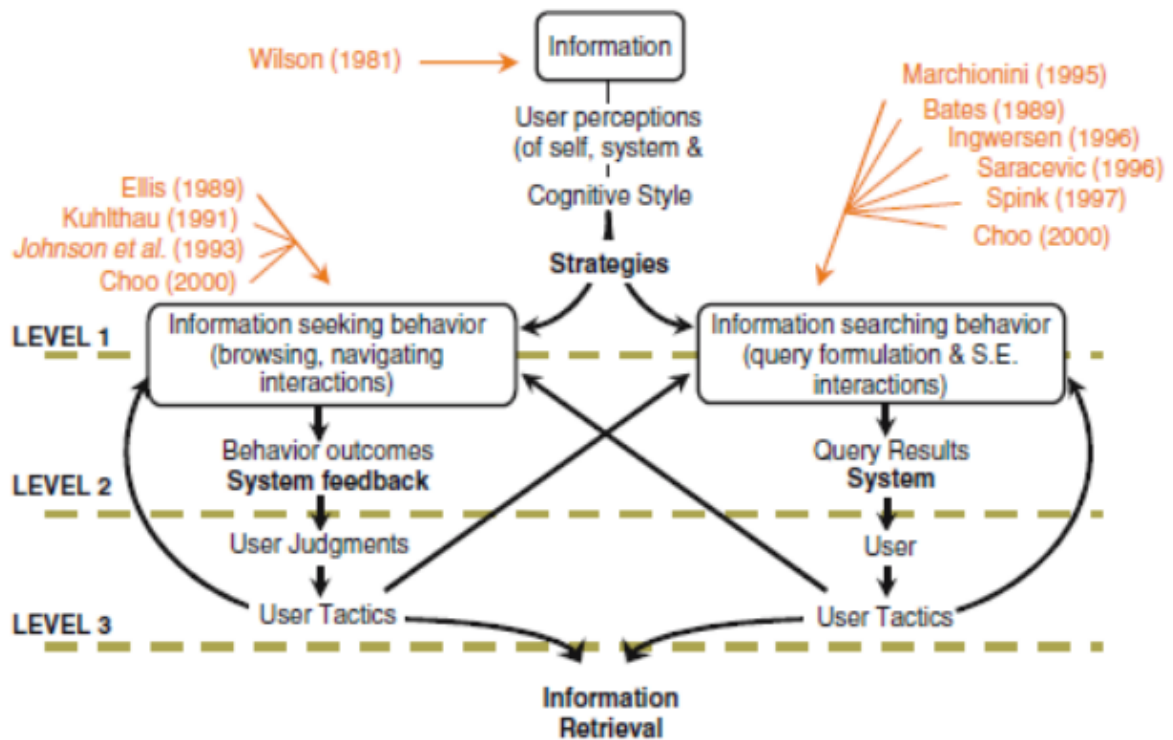 Information
Wilson (1981)
Marchionini (1995)
Bates (1989)
Ingwersen (1996)
Saracevic (1996)
Spink (1997)
Choo (2000)
User perceptions
(of self, system &
Cognitive Style
Ellis (1989)
Kuhlthau (1991)
Johnson et al. (1993)
Choo (2000)
Strategies
LEVEL 1
Information seeking behavior
(browsing, navigating
interactions)
Information searching behavior
(query formulation & S.E.
interactions)
Behavior outcomes
System feedback
Query Results
System
LEVEL 2
User Judgments
User
User Tactics
User Tactics
LEVEL 3
Information
Retrieval